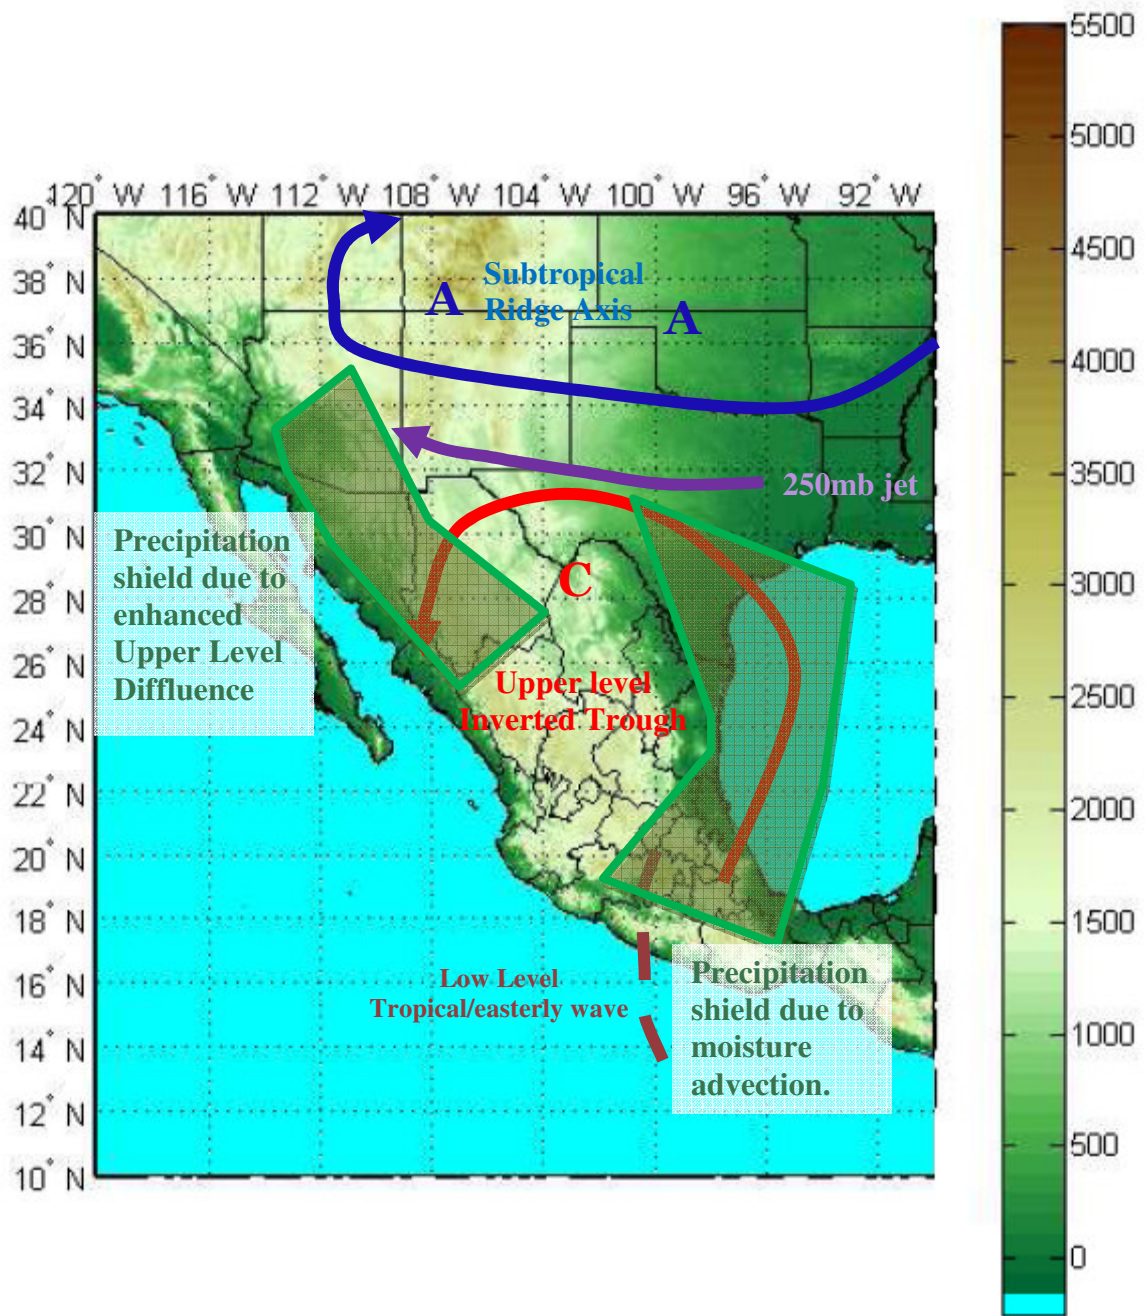 5500
5000
4500
4000
3500
3000
2500
2000
1500
1000
500
0
120° W 116° W 112° W 108° W 104° W 100° W 96° W 92° W
40° N
38° N
36° N
34° N
32° N
30° N
28° N
26° N
24° N
22° N
20° N
18° N
16° N
14° N
12° N
10° N
Subtropical
Ridge Axis
A
A
250mb jet
Precipitation
shield due to
enhanced
Upper Level
Diffluence
C
Upper level
Inverted Trough
Low Level
Tropical/easterly wave
Precipitation
shield due to
moisture
advection.